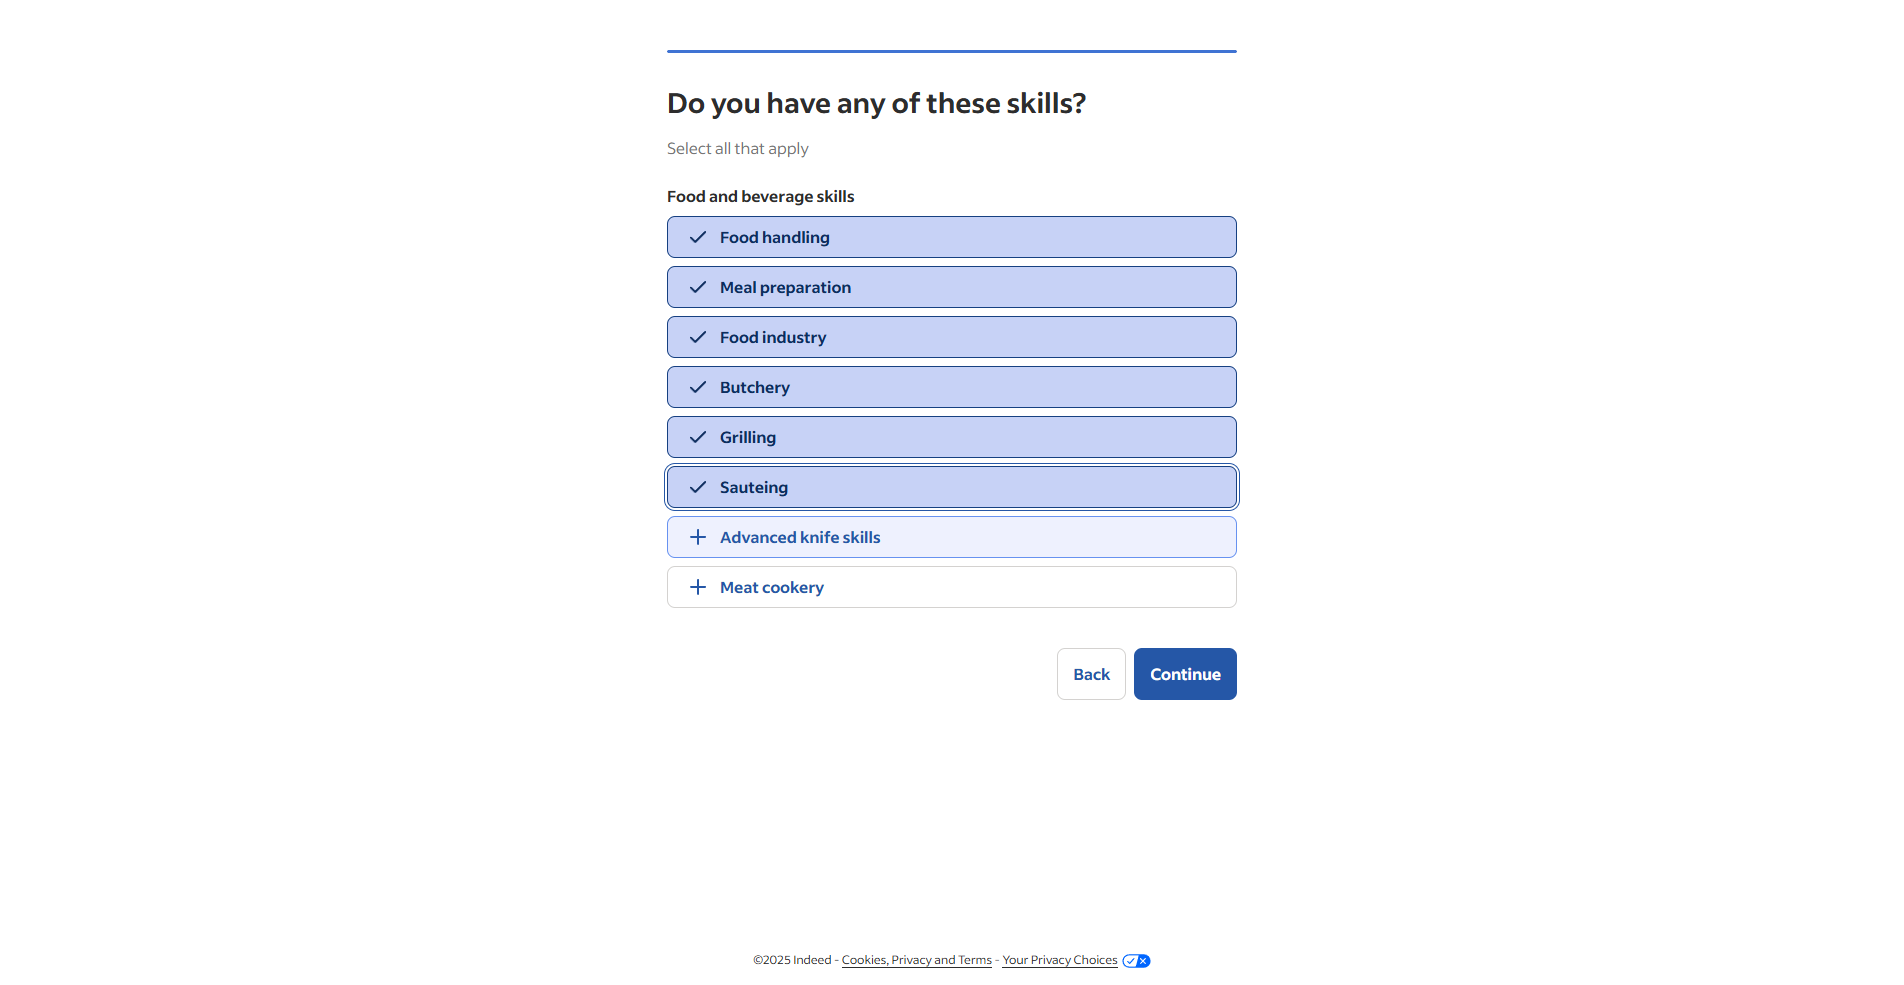 Do you have any of these skills?
Select all that apply
Food and beverage skills
Food handling
Meal preparation
Food industry
Butchery
Grilling
Sauteing
Advanced knife skills
Meat cookery
Back
Continue
©2025 Indeed - Cookies, Privacy and Terms - Your Privacy Choices